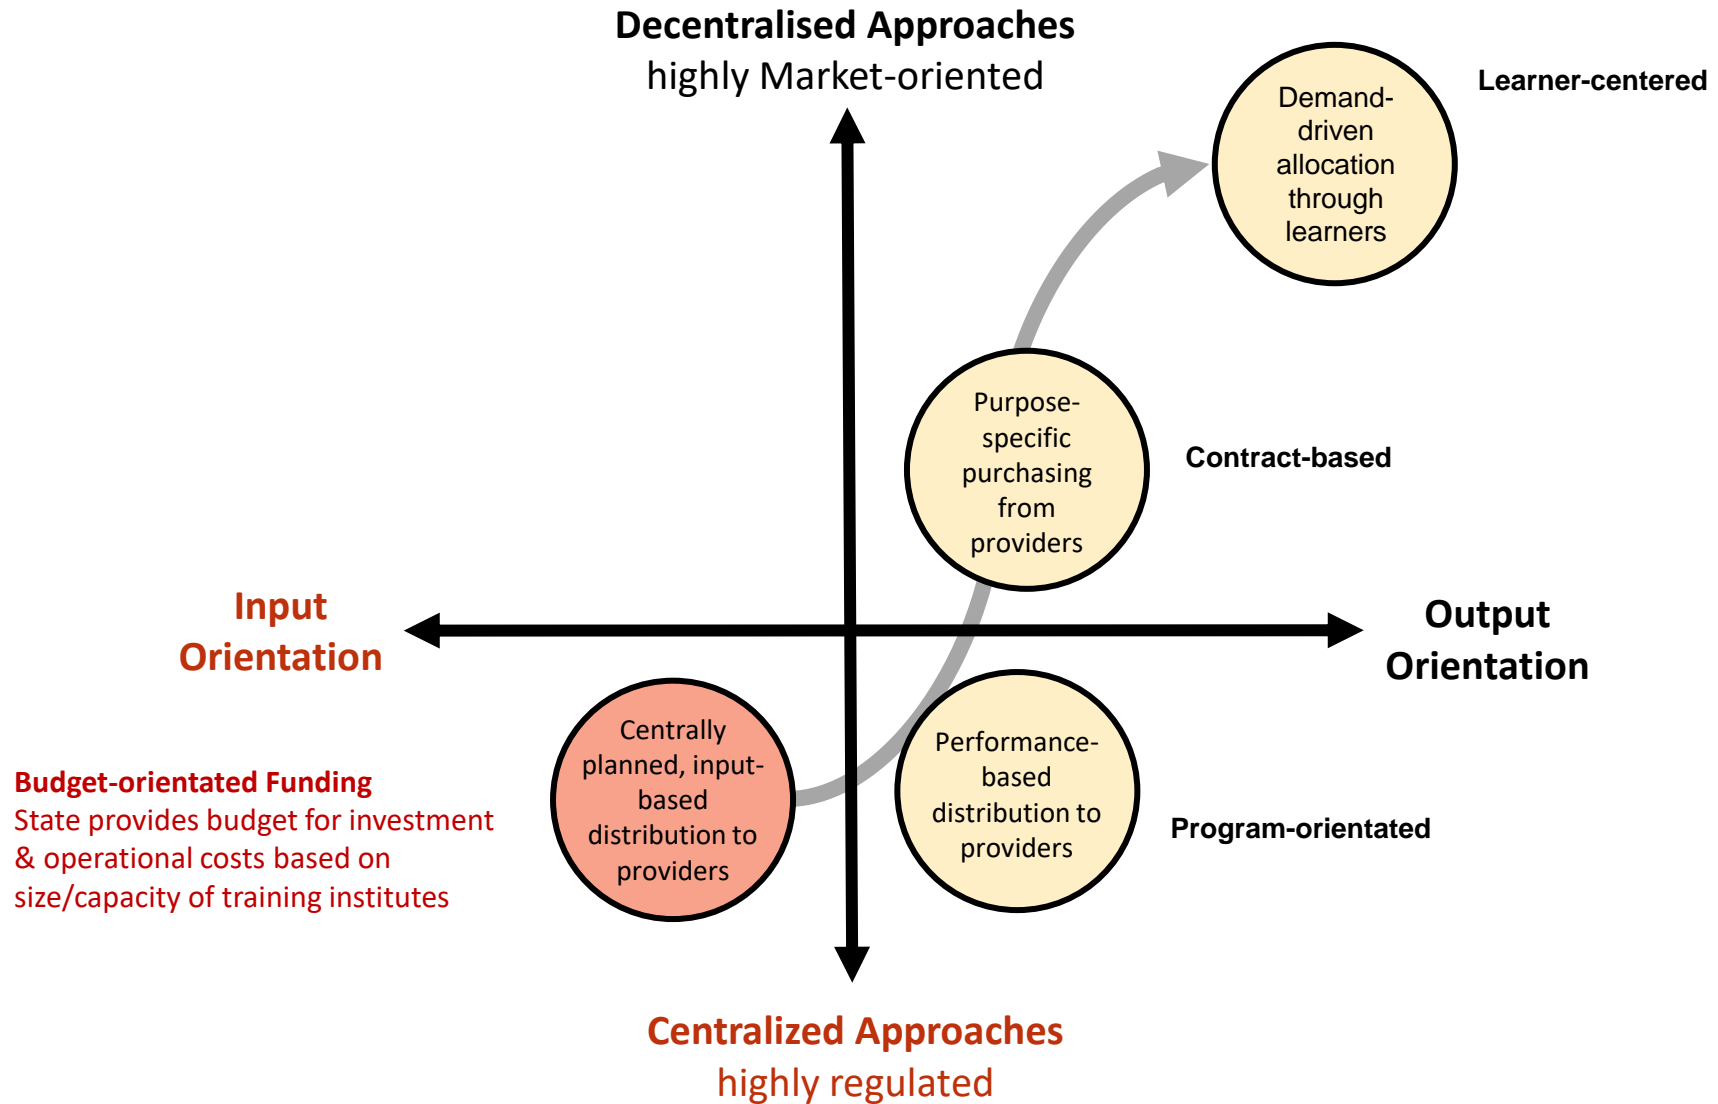 Decentralised Approaches
highly Market-oriented
Demand-
driven
allocation
through
learners
Learner-centered
Purpose-
specific
purchasing
from
providers
Contract-based
Input
Orientation
Output
Orientation
Centrally
planned, input-
based
distribution to
providers
Performance-
based
distribution to
providers
Program-orientated
Budget-orientated Funding
State provides budget for investment
& operational costs based on
size/capacity of training institutes
Centralized Approaches
highly regulated